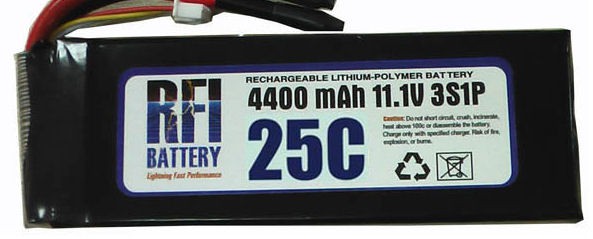 RFI
BATTERY
Lightning Fast Performance
RECHARGEABLE LITHIUM-POLYMER BATTERY
4400 mAh 11.1V 3S1P
25C
Caution: Do not short circuit, crush, incinerate,
heat above 100c or disassemble the battery.
Charge only with specified charger. Risk of fire,
explosion, or burns.